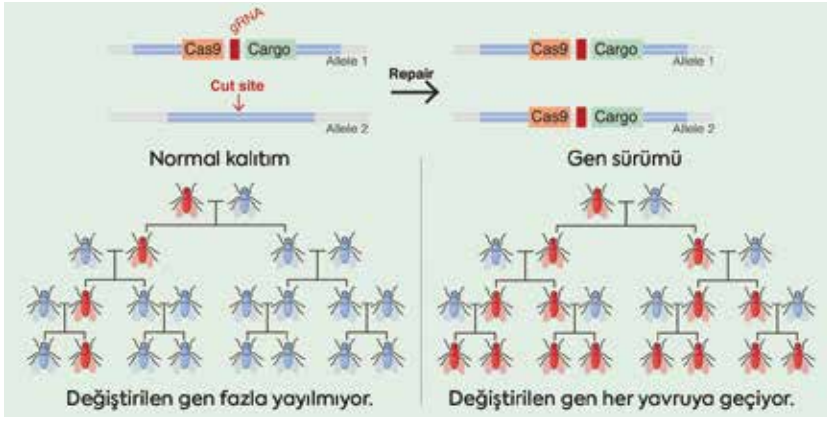 gRNA
Cas9 Cargo
Allele 1
Cut site
Allele 2
Repair
Cas9 Cargo
Allele 1
Cas9 Cargo
Allele 2
Normal kalıtım
Gen sürümü
Değiştirilen gen fazla yayılmıyor.
Değiştirilen gen her yavruya geçiyor.